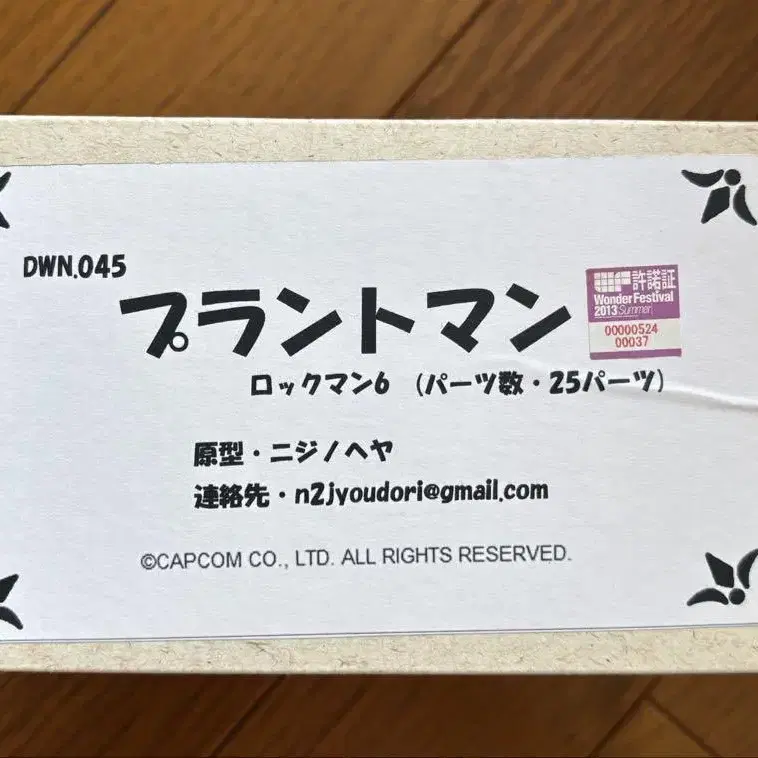 DWN.045
プラントマン
許諾証
Wonder Festival
2013 Summer
00000524
00037
ロックマン6 (パーツ数・25パーツ)
原型・ニジノヘヤ
連絡先・n2jyoudori@gmail.com
©CAPCOM CO., LTD. ALL RIGHTS RESERVED.